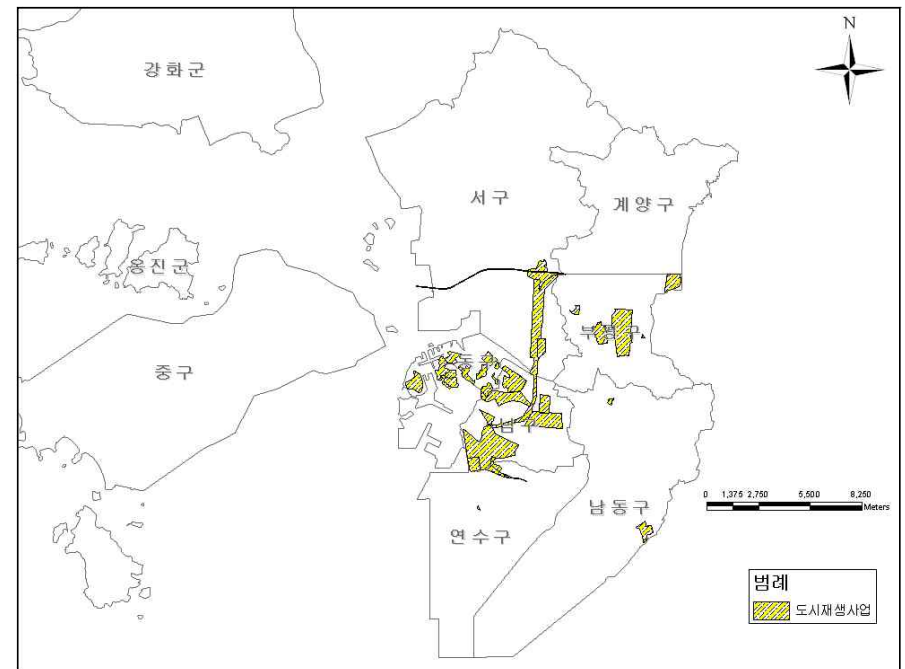 N
강화군
서구
계양구
옹진군
부평구
중구
동구
남구
0 1,375 2,750 5,500 8,250
Meters
남동구
연수구
범례
도시재생사업